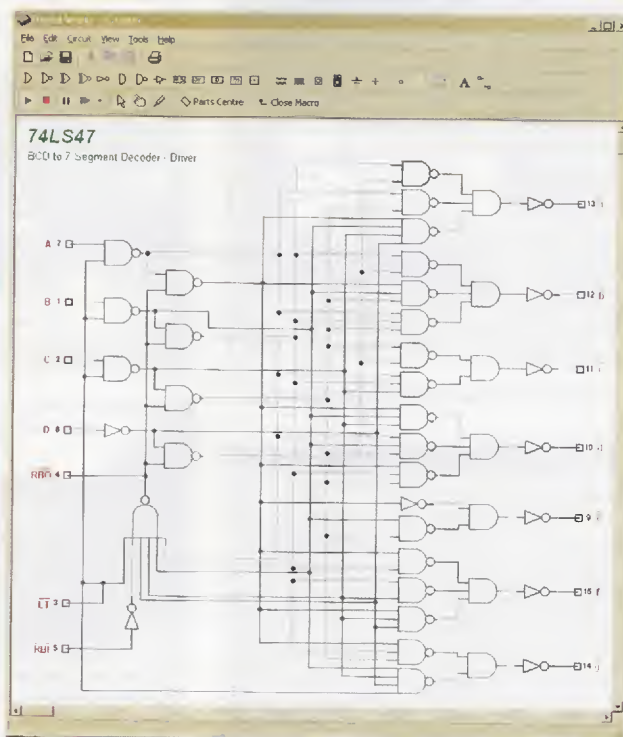 File Edit Circuit View Tools Help
Parts Centre Close Macro
74LS47
BCD to 7 Segment Decoder - Driver
A 7
B 1
C 2
D 6
RBO 4
LT 3
RBI 5
13
12 b
11
10 d
9
15 f
14 g